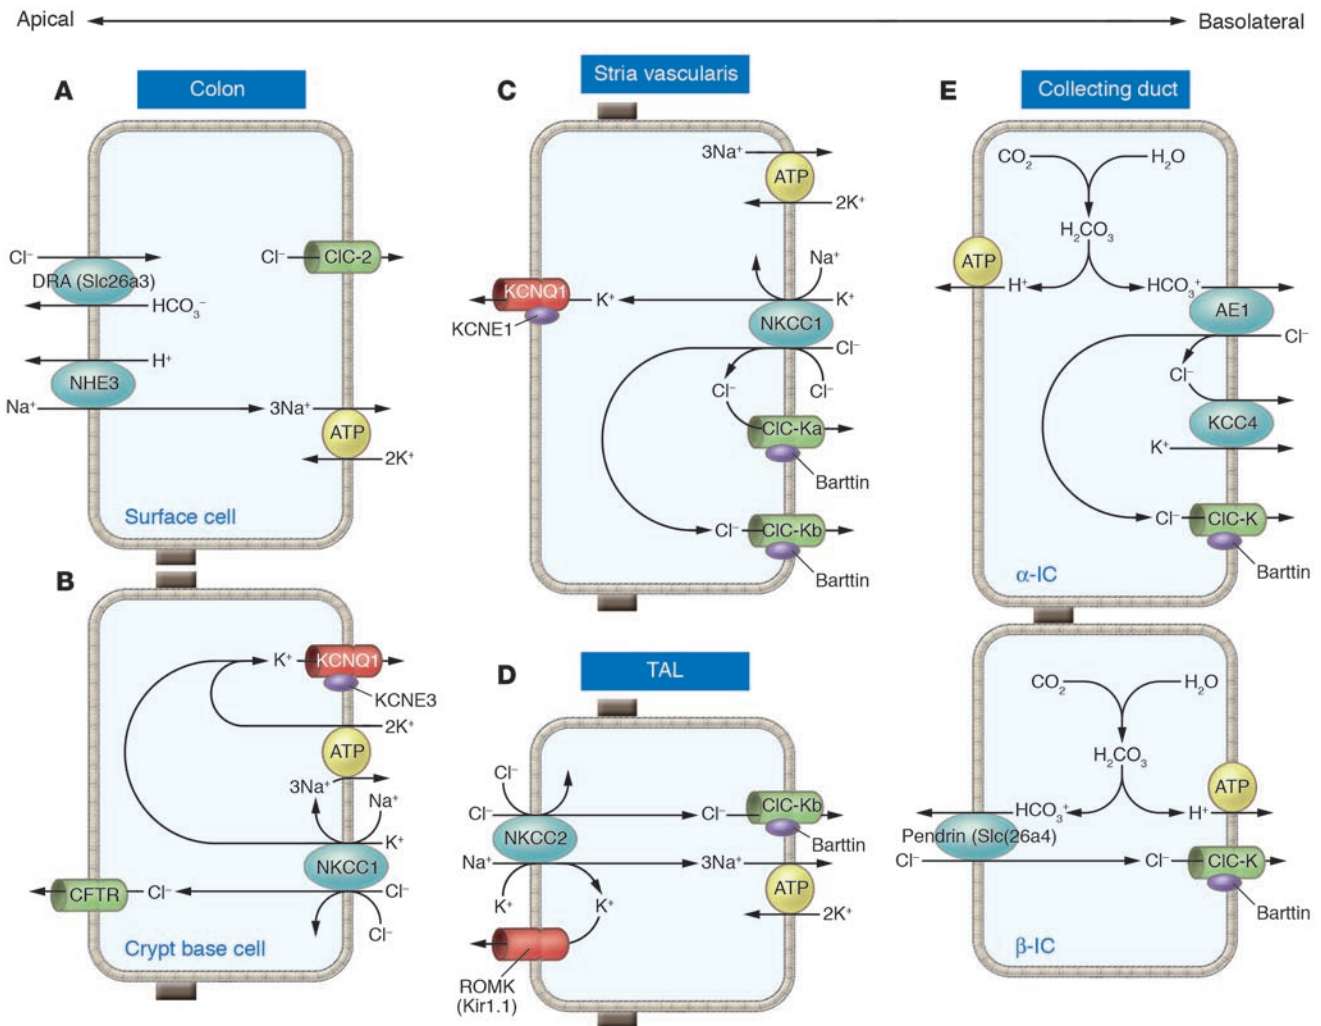 Apical
Basolateral
A
Colon
Cl⁻
DRA (Slc26a3)
HCO₃⁻
H⁺
NHE3
Na⁺
Cl⁻
ClC-2
3Na⁺
ATP
2K⁺
Surface cell
B
K⁺
KCNQ1
KCNE3
2K⁺
ATP
3Na⁺
Na⁺
K⁺
NKCC1
CFTR
Cl⁻
Cl⁻
Cl⁻
Crypt base cell
C
Stria vascularis
3Na⁺
ATP
2K⁺
Na⁺
KCNQ1
K⁺
K⁺
KCNE1
NKCC1
Cl⁻
Cl⁻
Cl⁻
ClC-Ka
Barttin
Cl⁻
ClC-Kb
Barttin
D
TAL
Cl⁻
Cl⁻
Cl⁻
ClC-Kb
NKCC2
Barttin
Na⁺
3Na⁺
ATP
K⁺
K⁺
2K⁺
ROMK
(Kir1.1)
E
Collecting duct
CO₂
H₂O
H₂CO₃
ATP
H⁺
HCO₃⁺
AE1
Cl⁻
Cl⁻
KCC4
K⁺
Cl⁻
ClC-K
Barttin
α-IC
CO₂
H₂O
H₂CO₃
ATP
HCO₃⁺
H⁺
Pendrin (Slc(26a4)
Cl⁻
Cl⁻
ClC-K
Barttin
β-IC